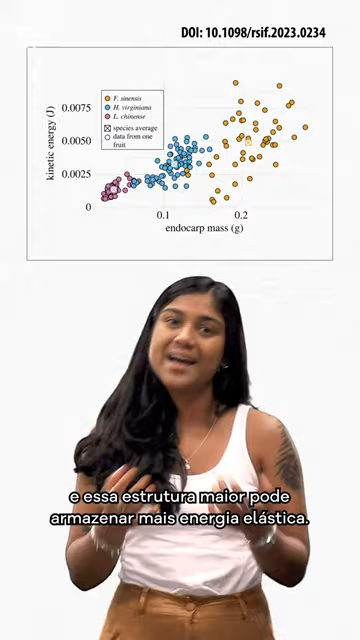 DOI: 10.1098/rsif.2023.0234
F. sinensis
H. virginiana
L. chinense
species average
data from one
fruit
kinetic energy (J)
0.0075
0.0050
0.0025
0
0.1
0.2
endocarp mass (g)
e essa estrutura maior pode
armazenar mais energia elástica.